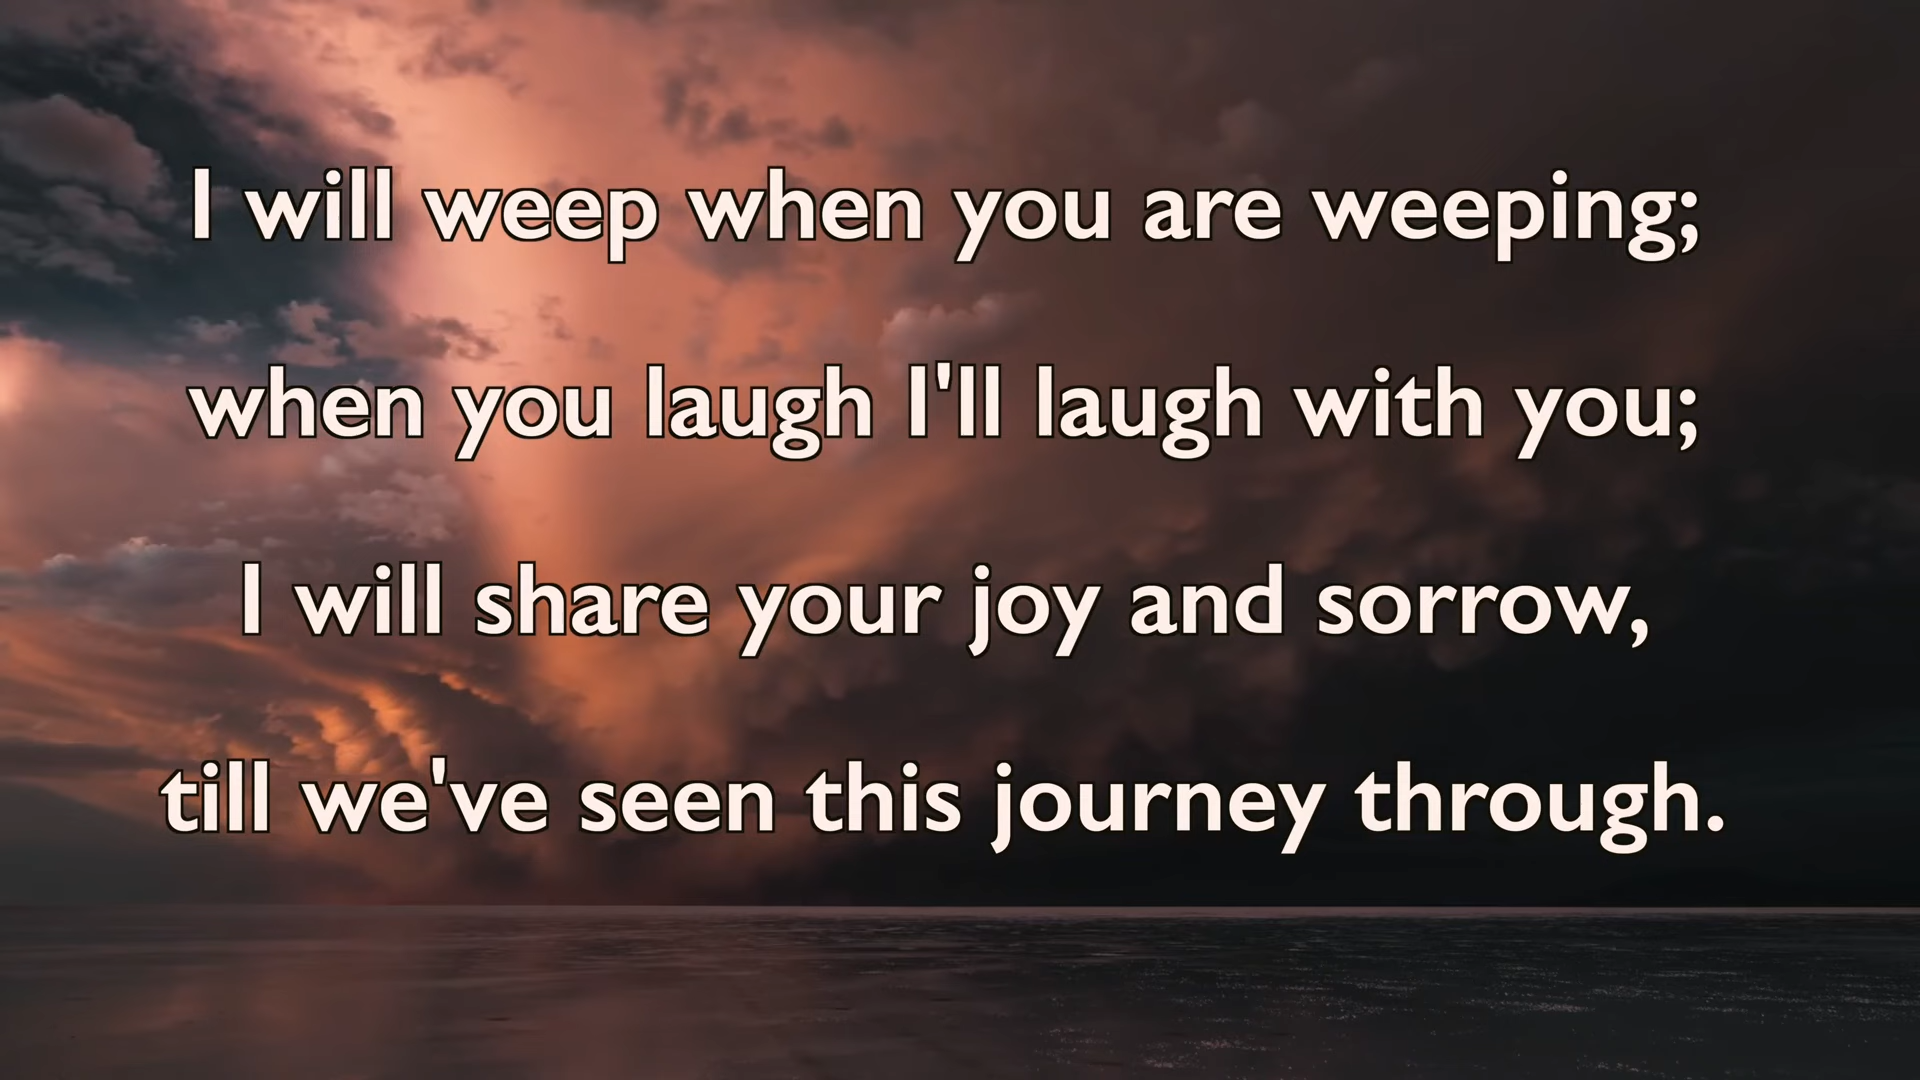 I will weep when you are weeping;
when you laugh I'll laugh with you;
I will share your joy and sorrow,
till we've seen this journey through.